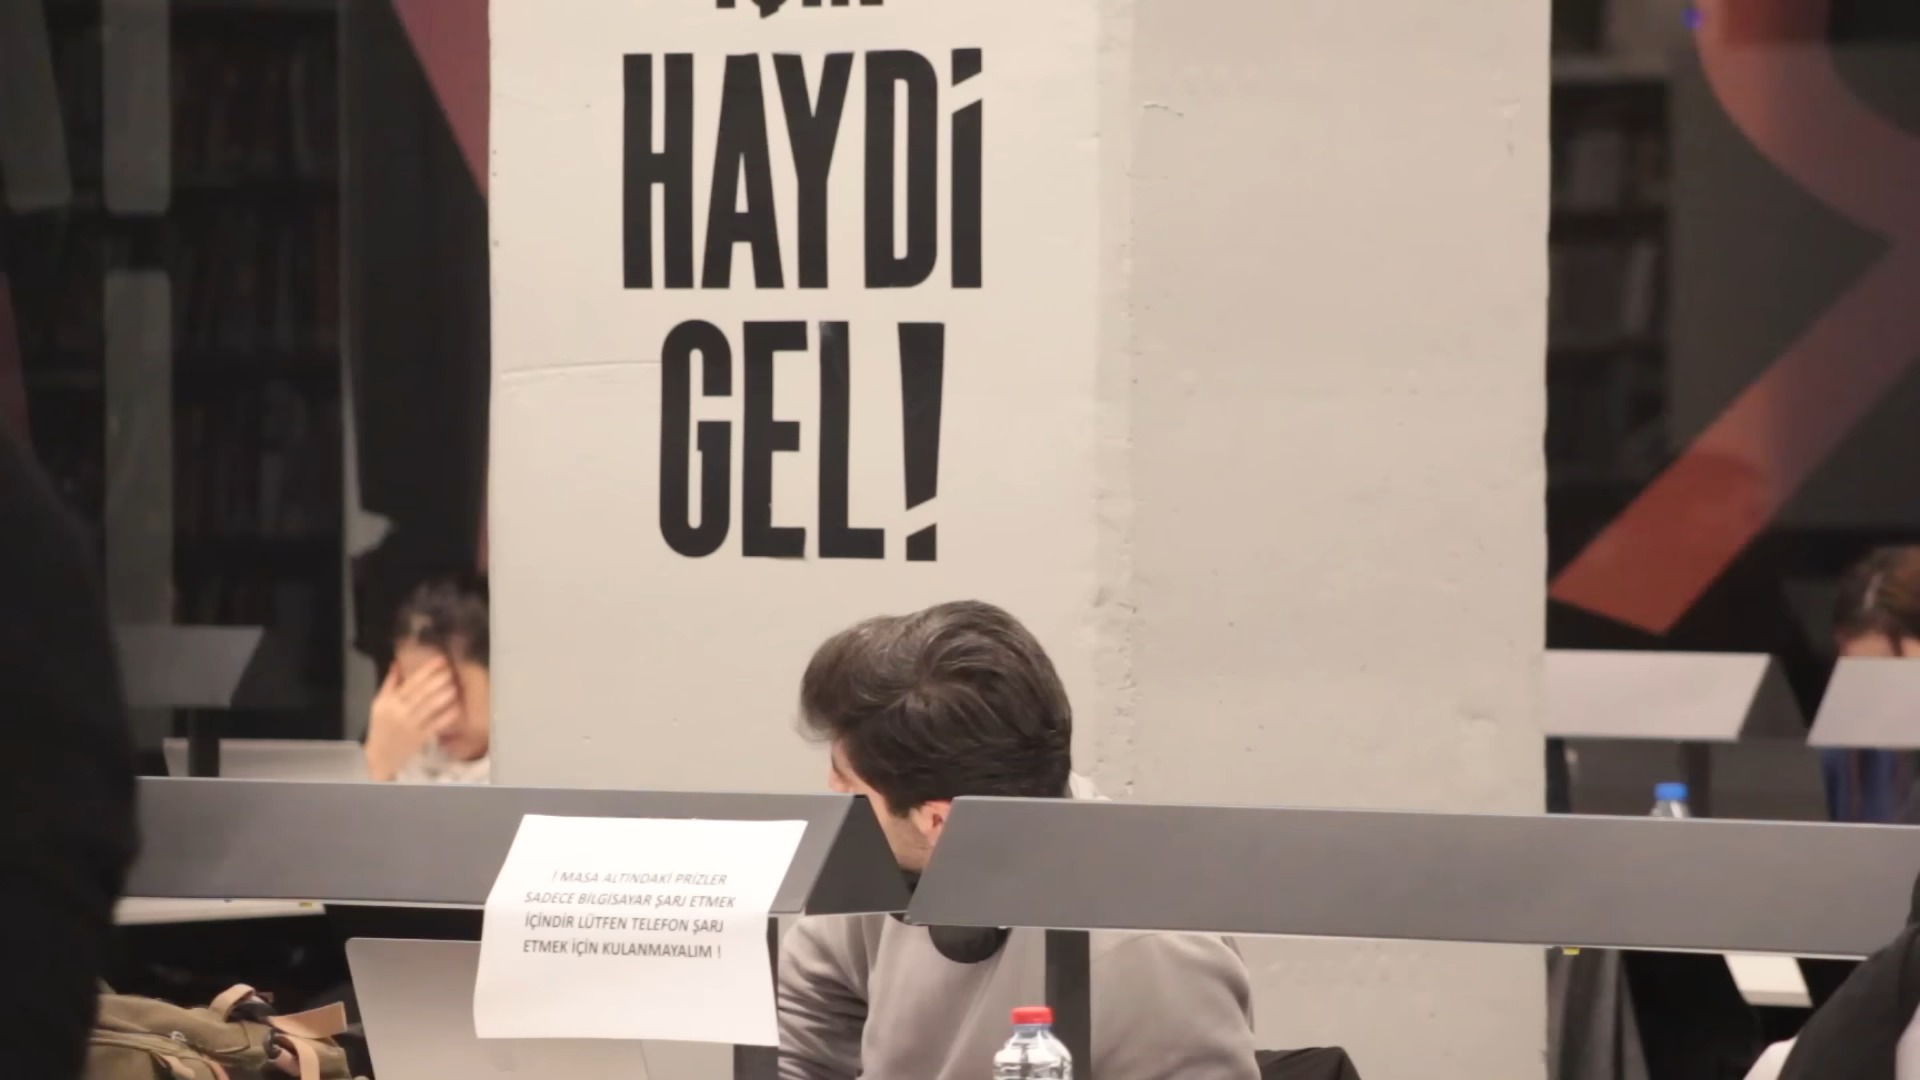 İÇİN
HAYDİ
GEL!
! MASA ALTINDAKİ PRİZLER
SADECE BİLGİSAYAR ŞARJ ETMEK
İÇİNDİR LÜTFEN TELEFON ŞARJ
ETMEK İÇİN KULANMAYALIM !